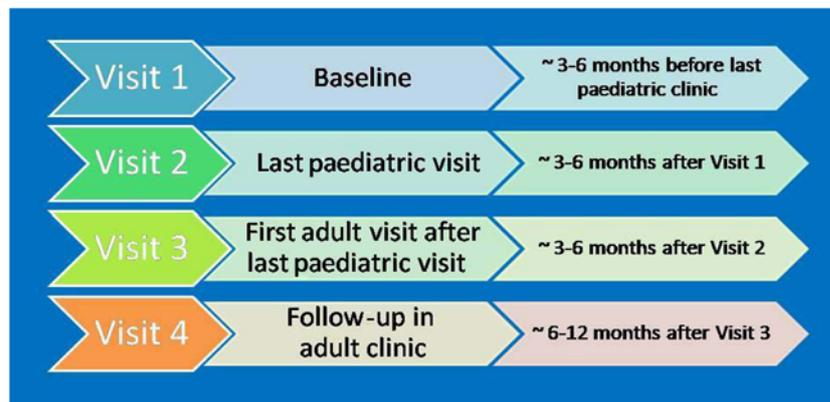 Visit 1
Baseline
~ 3-6 months before last
paediatric clinic
Visit 2
Last paediatric visit
~ 3-6 months after Visit 1
Visit 3
First adult visit after
last paediatric visit
~ 3-6 months after Visit 2
Visit 4
Follow-up in
adult clinic
~ 6-12 months after Visit 3